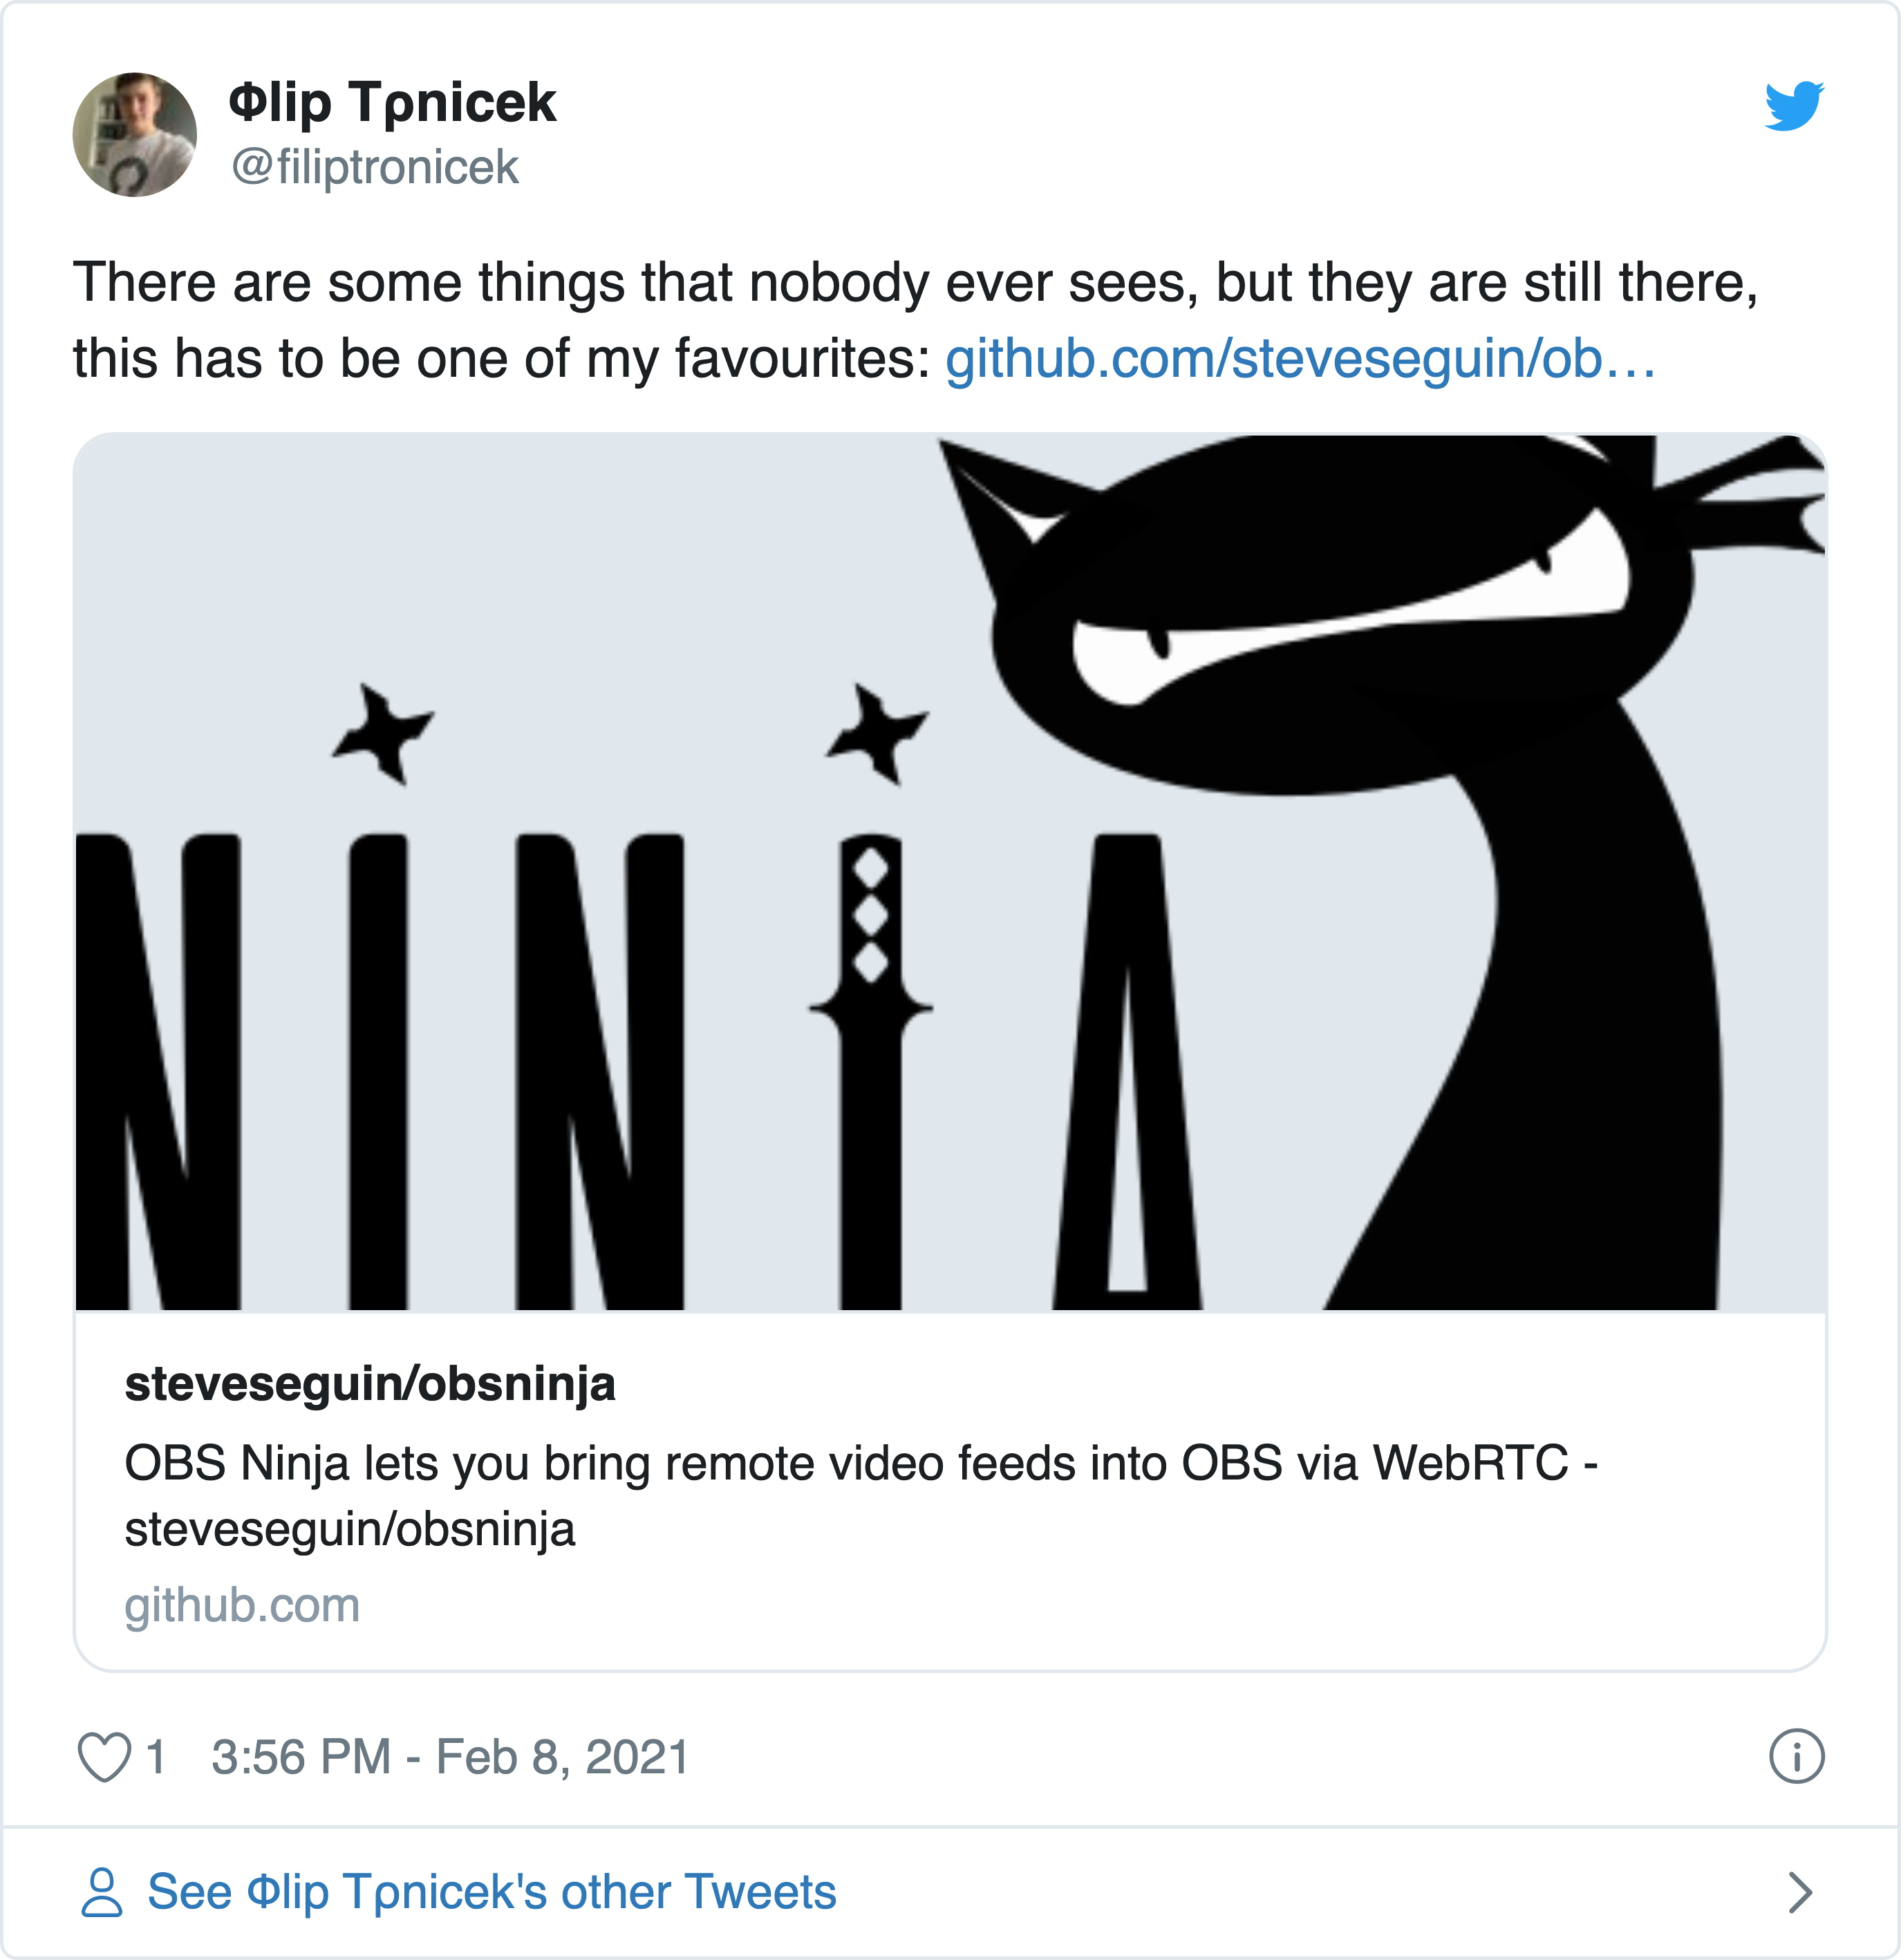 Φlip Tρnicek
@filiptronicek
There are some things that nobody ever sees, but they are still there,
this has to be one of my favourites: github.com/steveseguin/ob…
NINJA
steveseguin/obsninja
OBS Ninja lets you bring remote video feeds into OBS via WebRTC -
steveseguin/obsninja
github.com
1 3:56 PM - Feb 8, 2021
See Φlip Tρnicek's other Tweets